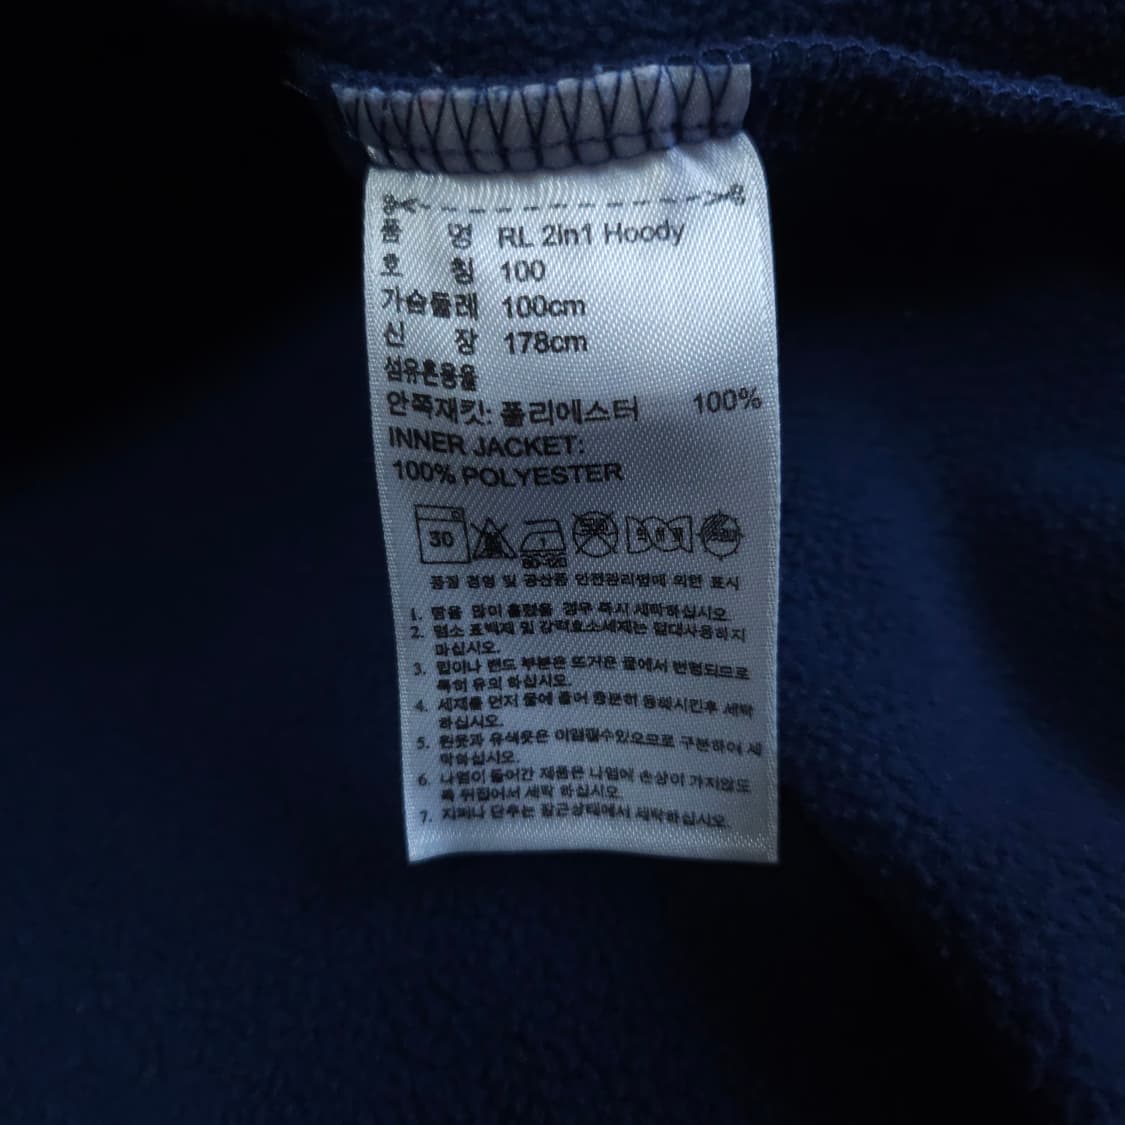 품 명 RL 2in1 Hoody
호 칭 100
가슴둘레 100cm
신 장 178cm
섬유혼용율
안쪽재킷: 폴리에스터 100%
INNER JACKET:
100% POLYESTER
30
80-120
품질 경영 및 공산품 안전관리법에 의한 표시
1. 땀을 많이 흘렸을 경우 즉시 세탁하십시오.
2. 염소 표백제 및 강력효소세제는 절대사용하지
마십시오.
3. 립이나 밴드 부분은 뜨거운 물에서 변형되므로
특히 유의 하십시오.
4. 세제를 먼저 물에 풀어 충분히 용해시킨후 세탁
하십시오.
5. 흰옷과 유색옷은 이염될수있으므로 구분하여 세
탁하십시오.
6. 나염이 들어간 제품은 나염에 손상이 가지않도
록 뒤집어서 세탁 하십시오.
7. 지퍼나 단추는 잠근상태에서 세탁하십시오.